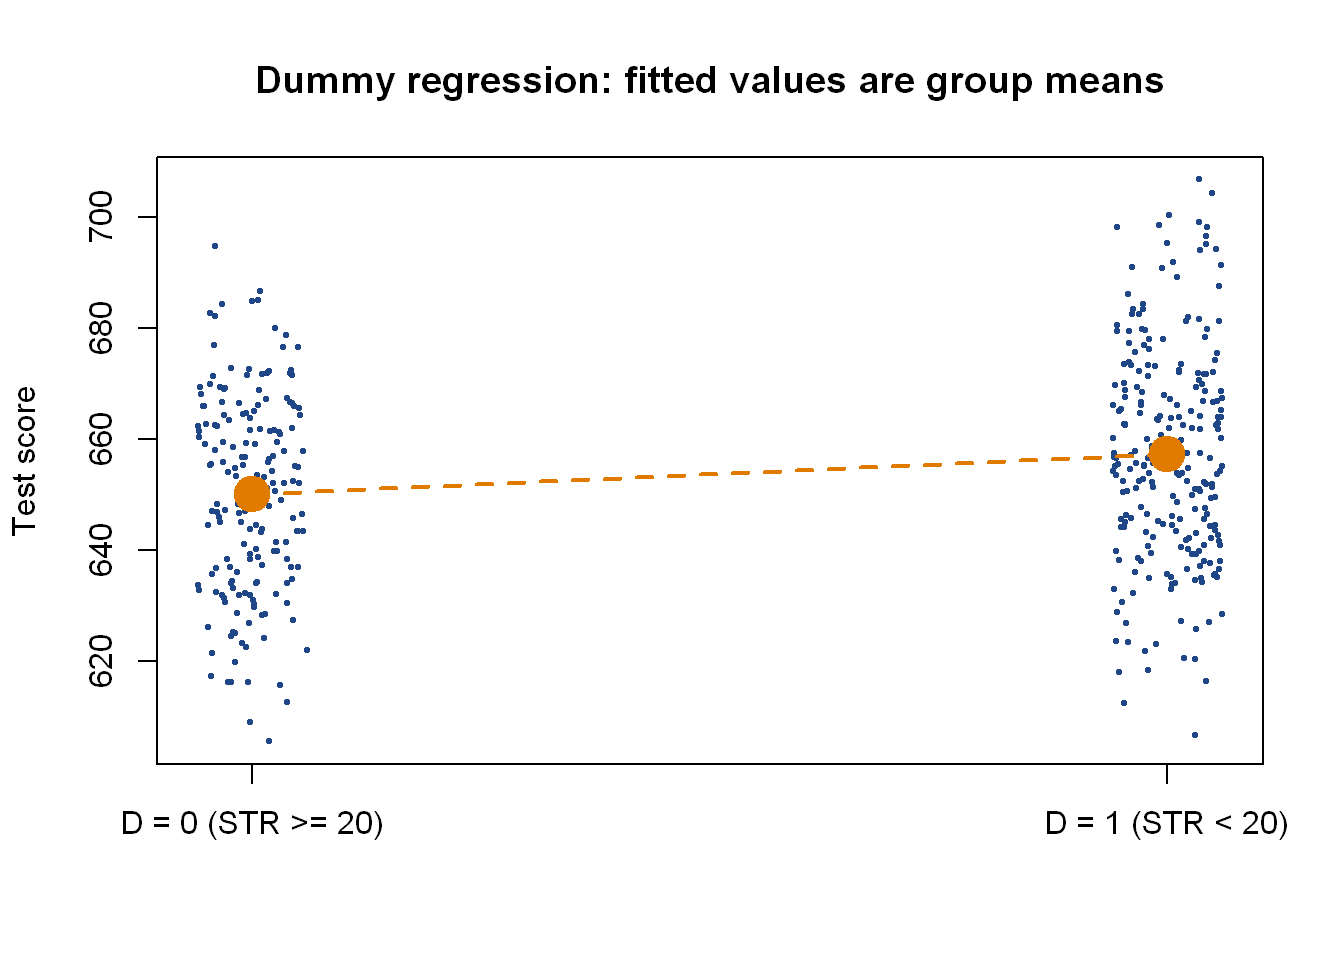 Dummy regression: fitted values are group means
Test score
700
680
660
640
620
D = 0 (STR >= 20)
D = 1 (STR < 20)